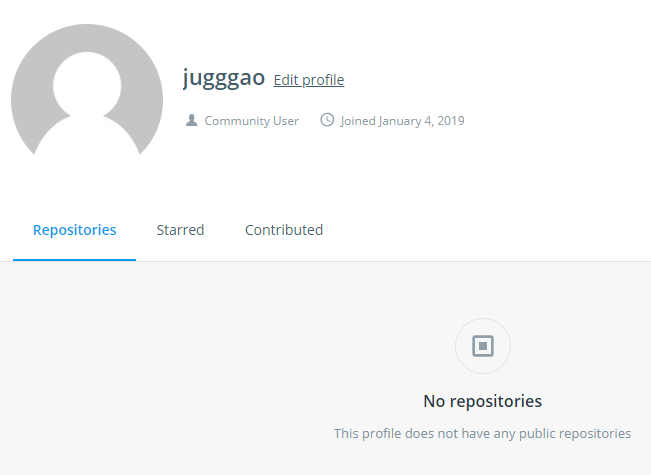 jugggao Edit profile
Community User Joined January 4, 2019
Repositories Starred Contributed
No repositories
This profile does not have any public repositories